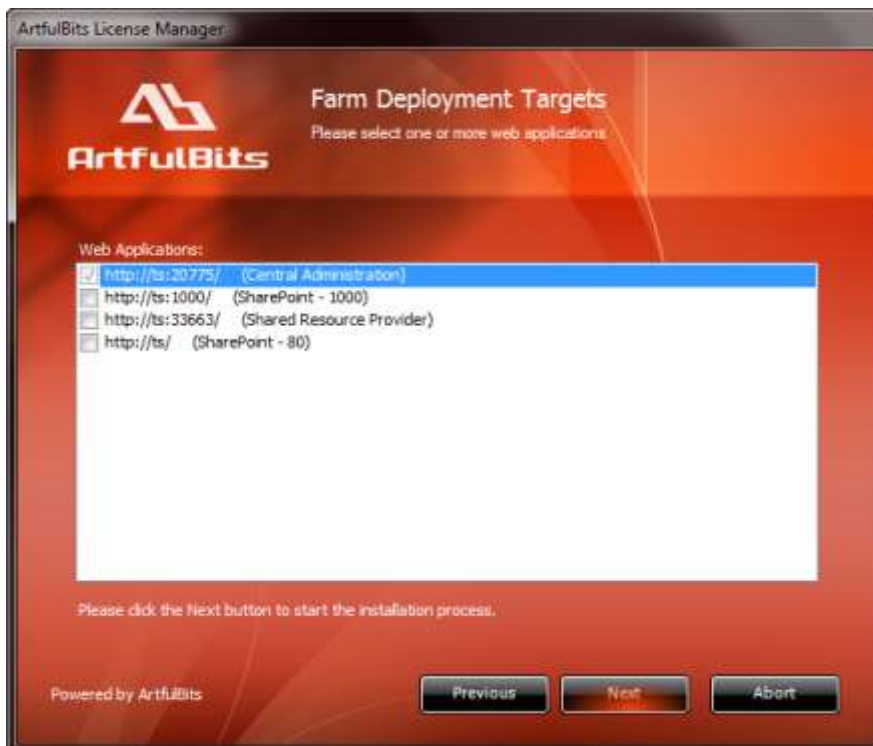 ArtfulBits License Manager
ArtfulBits
Farm Deployment Targets
Please select one or more web applications
Web Applications:
http://ts:20775/ (Central Administration)
http://ts:1000/ (SharePoint - 1000)
http://ts:33663/ (Shared Resource Provider)
http://ts/ (SharePoint - 80)
Please click the Next button to start the installation process.
Powered by ArtfulBits
Previous
Next
Abort